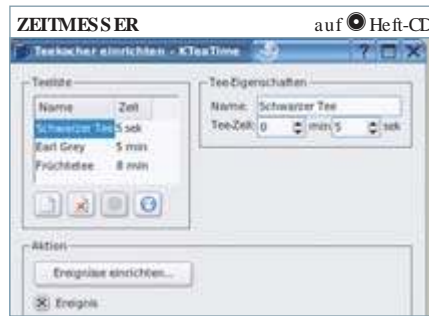 ZEITMESSER auf Heft-CD
Teekocher einrichten - KTeaTime
Teeliste
Name Zeit
Schwarzer Tee 5 sek
Earl Grey 5 min
Früchtetee 8 min
Tee-Eigenschaften
Name: Schwarzer Tee
Tee-Zeit: 0 min 5 sek
Aktion
Ereignisse einrichten...
Ereignis